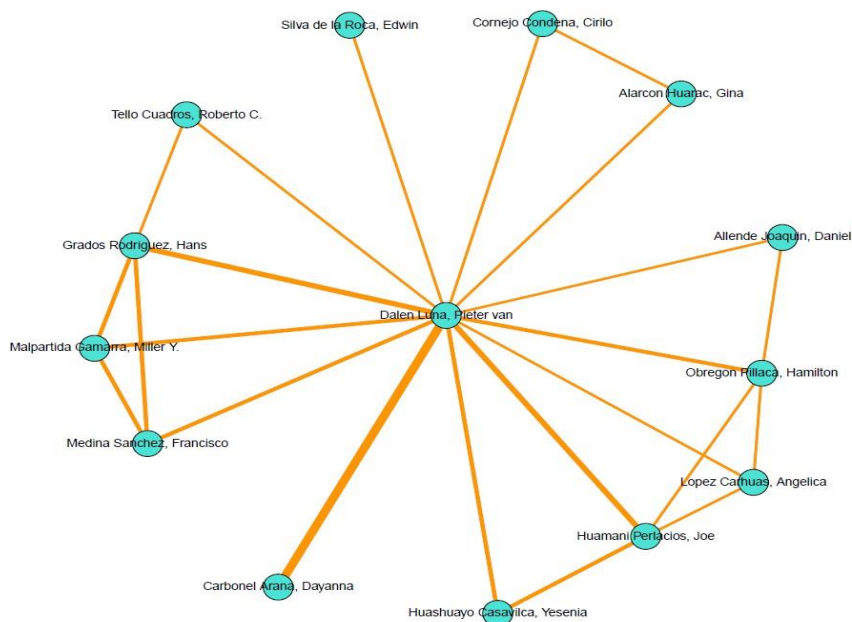 Silva de la Roca, Edwin
Cornejo Condena, Cirilo
Alarcon Huarac, Gina
Tello Cuadros, Roberto C.
Grados Rodriguez, Hans
Allende Joaquin, Daniel
Dalen Luna, Pieter van
Malpartida Gamarra, Miller Y.
Obregon Pillaca, Hamilton
Medina Sanchez, Francisco
Lopez Carhuas, Angelica
Huamani Perlacios, Joe
Carbonel Arana, Dayanna
Huashuayo Casavilca, Yesenia